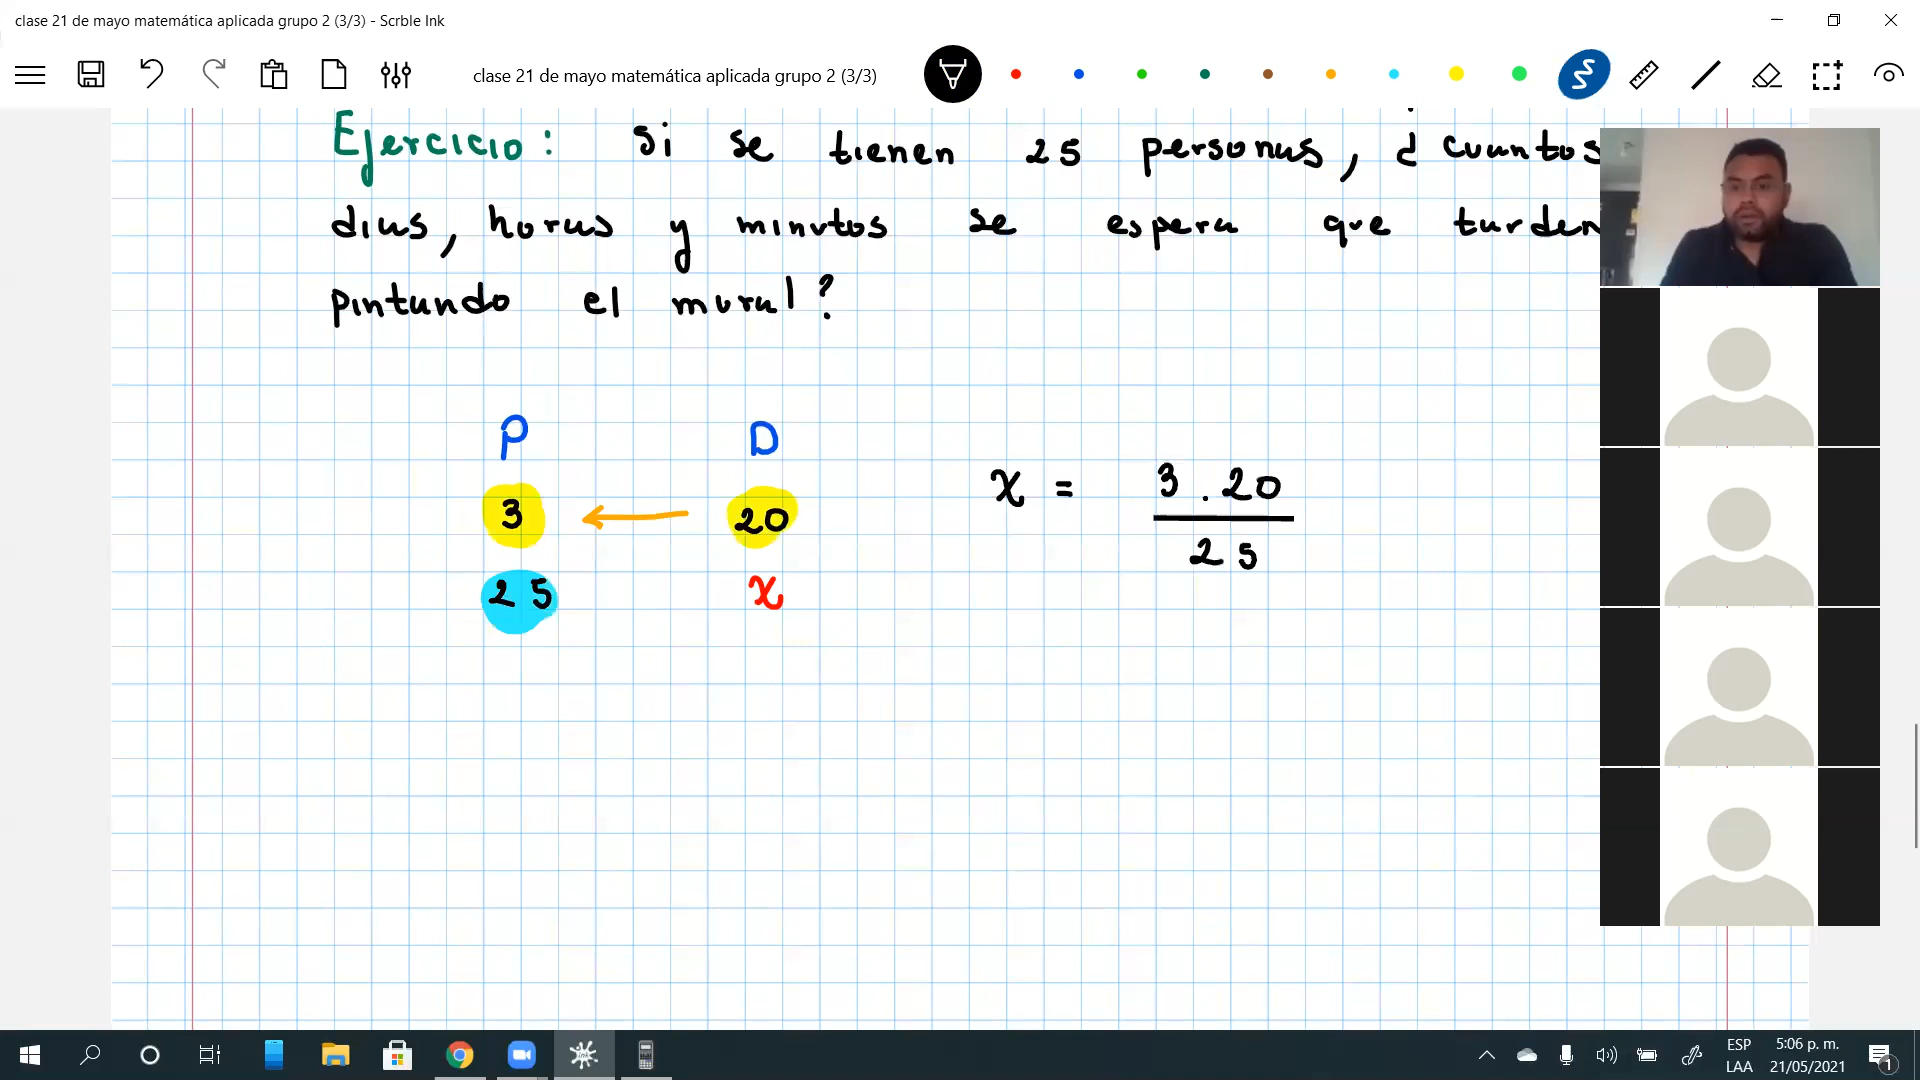 clase 21 de mayo matemática aplicada grupo 2 (3/3) - Scrble Ink
clase 21 de mayo matemática aplicada grupo 2 (3/3)
Ejercicio: Si se tienen 25 personas, ¿cuantos
dias, horas y minutos se espera que tarden
pintando el mural?
P D
3 ← 20
25 x
x = 3 . 20
25
ESP
LAA
5:06 p. m.
21/05/2021
1